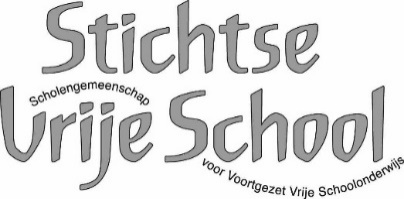 Stichtse
Scholengemeenschap
Vrije School
voor Voortgezet Vrije Schoolonderwijs